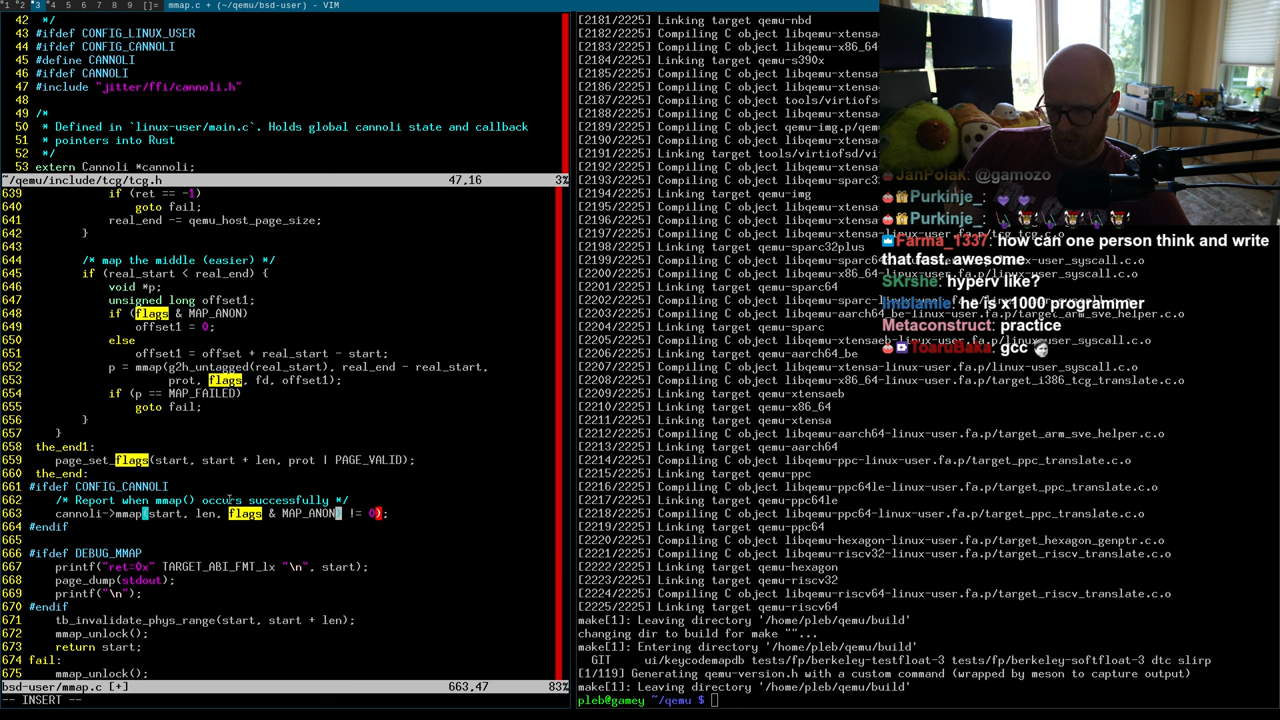 1 2 3 4 5 6 7 8 9 []= mmap.c + (~/qemu/bsd-user) - VIM
42 */
43 #ifdef CONFIG_LINUX_USER
44 #ifdef CONFIG_CANNOLI
45 #define CANNOLI
46 #ifdef CANNOLI
47 #include "jitter/ffi/cannoli.h"
48
49 /*
50 * Defined in `linux-user/main.c`. Holds global cannoli state and callback
51 * pointers into Rust
52 */
53 extern Cannoli *cannoli;
~/qemu/include/tcg/tcg.h 47,16 3%
639 if (ret == -1)
640 goto fail;
641 real_end -= qemu_host_page_size;
642 }
643
644 /* map the middle (easier) */
645 if (real_start < real_end) {
646 void *p;
647 unsigned long offset1;
648 if (flags & MAP_ANON)
649 offset1 = 0;
650 else
651 offset1 = offset + real_start - start;
652 p = mmap(g2h_untagged(real_start), real_end - real_start,
653 prot, flags, fd, offset1);
654 if (p == MAP_FAILED)
655 goto fail;
656 }
657 }
658 the_end1:
659 page_set_flags(start, start + len, prot | PAGE_VALID);
660 the_end:
661 #ifdef CONFIG_CANNOLI
662 /* Report when mmap() occurs successfully */
663 cannoli->mmap(start, len, flags & MAP_ANON) != 0);
664 #endif
665
666 #ifdef DEBUG_MMAP
667 printf("ret=0x" TARGET_ABI_FMT_lx "\n", start);
668 page_dump(stdout);
669 printf("\n");
670 #endif
671 tb_invalidate_phys_range(start, start + len);
672 mmap_unlock();
673 return start;
674 fail:
675 mmap_unlock();
bsd-user/mmap.c [+] 663,47 83%
-- INSERT --
[2181/2225] Linking target qemu-nbd
[2182/2225] Compiling C object libqemu-xtensa
[2183/2225] Compiling C object libqemu-x86_64-
[2184/2225] Linking target qemu-s390x
[2185/2225] Compiling C object libqemu-xtensa
[2186/2225] Compiling C object libqemu-xtensa
[2187/2225] Compiling C object tools/virtiofs
[2188/2225] Compiling C object libqemu-xtensa
[2189/2225] Compiling C object qemu-img.p/qem
[2190/2225] Compiling C object libqemu-xtensa
[2191/2225] Linking target tools/virtiofsd/vi
[2192/2225] Compiling C object libqemu-xtensa
[2193/2225] Compiling C object libqemu-sparc3
[2194/2225] Linking target qemu-img
[2195/2225] Compiling C object libqemu-xtensa
[2196/2225] Compiling C object libqemu-sparc3
[2197/2225] Compiling C object libqemu-xtensa
[2198/2225] Linking target qemu-sparc32plus
[2199/2225] Compiling C object libqemu-xtensa
[2200/2225] Compiling C object libqemu-x86_64
[2201/2225] Linking target qemu-sparc64
[2202/2225] Compiling C object libqemu-sparc-
[2203/2225] Compiling C object libqemu-aarch64_be
[2204/2225] Linking target qemu-sparc
[2205/2225] Compiling C object libqemu-xtensaeb
[2206/2225] Linking target qemu-aarch64_be
[2207/2225] Compiling C object libqemu-xtensa-linux-user.fa.p/linux-user_syscall.c.o
[2208/2225] Compiling C object libqemu-x86_64-linux-user.fa.p/target_i386_tcg_translate.c.o
[2209/2225] Linking target qemu-xtensaeb
[2210/2225] Linking target qemu-x86_64
[2211/2225] Linking target qemu-xtensa
[2212/2225] Compiling C object libqemu-aarch64-linux-user.fa.p/target_arm_sve_helper.c.o
[2213/2225] Linking target qemu-aarch64
[2214/2225] Compiling C object libqemu-ppc-linux-user.fa.p/target_ppc_translate.c.o
[2215/2225] Linking target qemu-ppc
[2216/2225] Compiling C object libqemu-ppc64le-linux-user.fa.p/target_ppc_translate.c.o
[2217/2225] Linking target qemu-ppc64le
[2218/2225] Compiling C object libqemu-ppc64-linux-user.fa.p/target_ppc_translate.c.o
[2219/2225] Linking target qemu-ppc64
[2220/2225] Compiling C object libqemu-hexagon-linux-user.fa.p/target_hexagon_genptr.c.o
[2221/2225] Compiling C object libqemu-riscv32-linux-user.fa.p/target_riscv_translate.c.o
[2222/2225] Linking target qemu-hexagon
[2223/2225] Linking target qemu-riscv32
[2224/2225] Compiling C object libqemu-riscv64-linux-user.fa.p/target_riscv_translate.c.o
[2225/2225] Linking target qemu-riscv64
make[1]: Leaving directory '/home/pleb/qemu/build'
changing dir to build for make ""...
make[1]: Entering directory '/home/pleb/qemu/build'
GIT ui/keycodemapdb tests/fp/berkeley-testfloat-3 tests/fp/berkeley-softfloat-3 dtc slirp
[1/119] Generating qemu-version.h with a custom command (wrapped by meson to capture output)
make[1]: Leaving directory '/home/pleb/qemu/build'
pleb@gamey ~/qemu $
JanPolak: @gamozo
Purkinje_:
Purkinje_:
Farma_1337: how can one person think and write
that fast, awesome
SKrshe: hyperv like?
Imblamie: he is x1000 programmer
Metaconstruct: practice
ToaruBaka: gcc